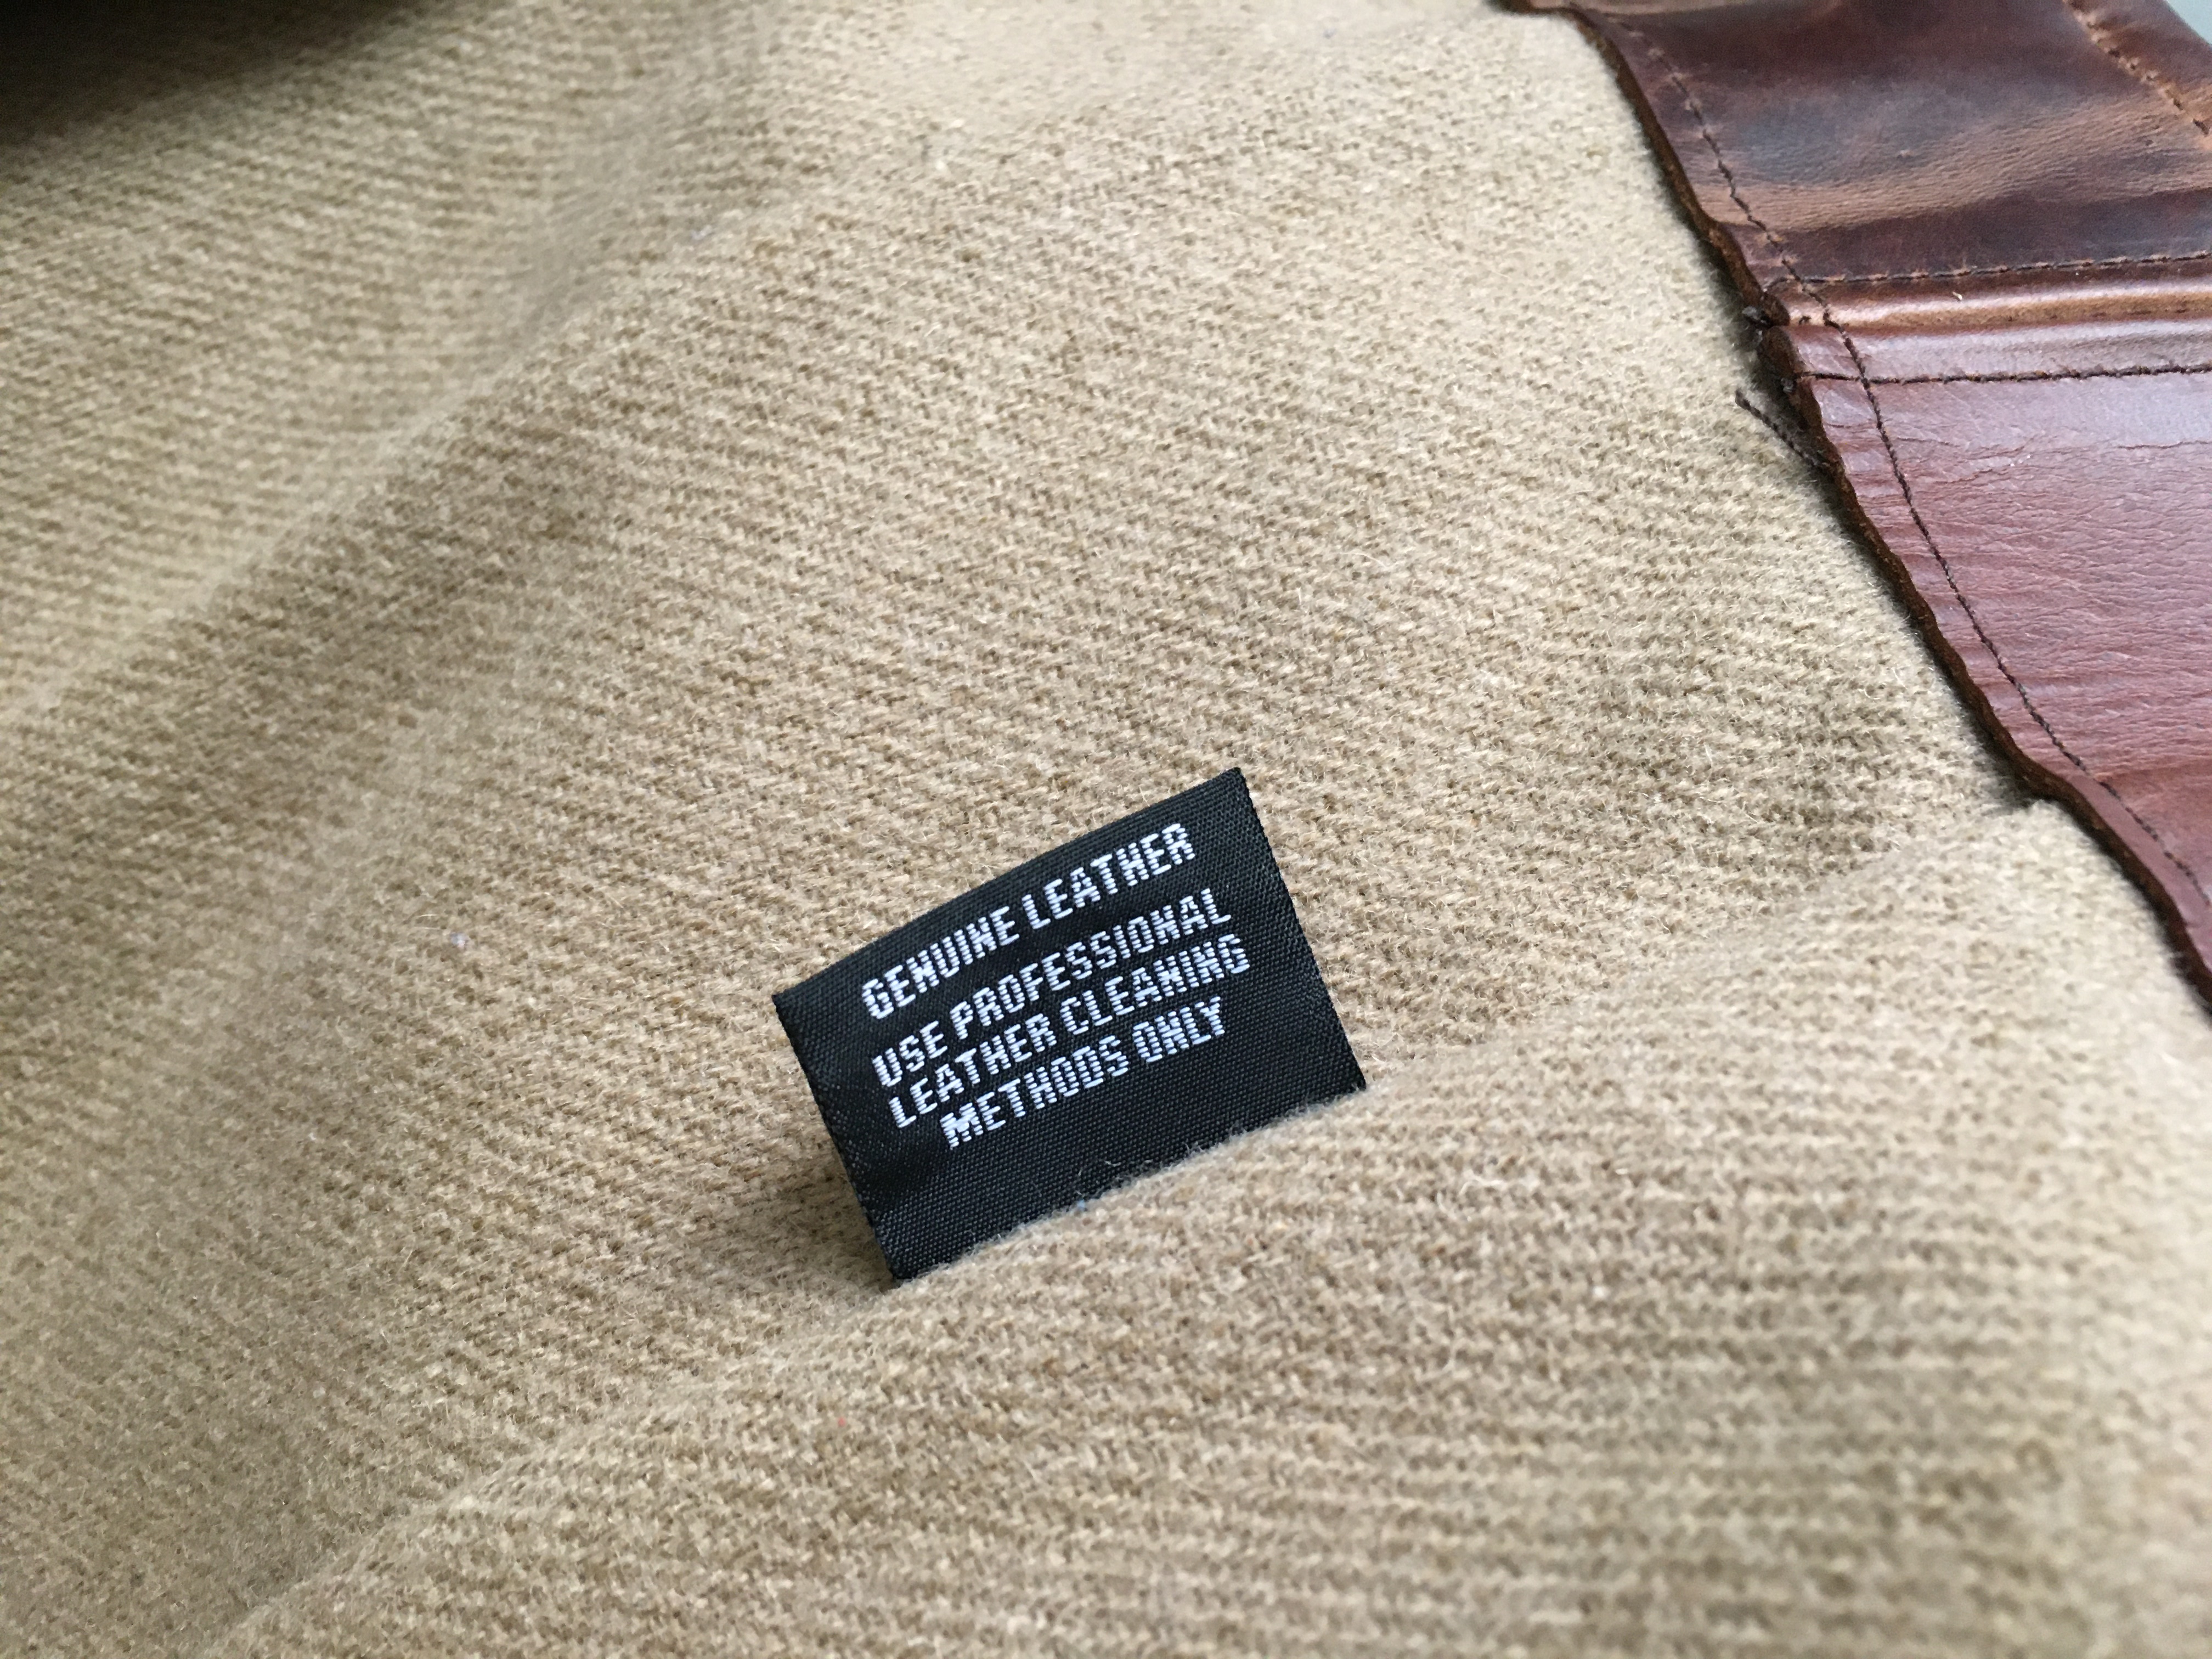 GENUINE LEATHER
USE PROFESSIONAL
LEATHER CLEANING
METHODS ONLY